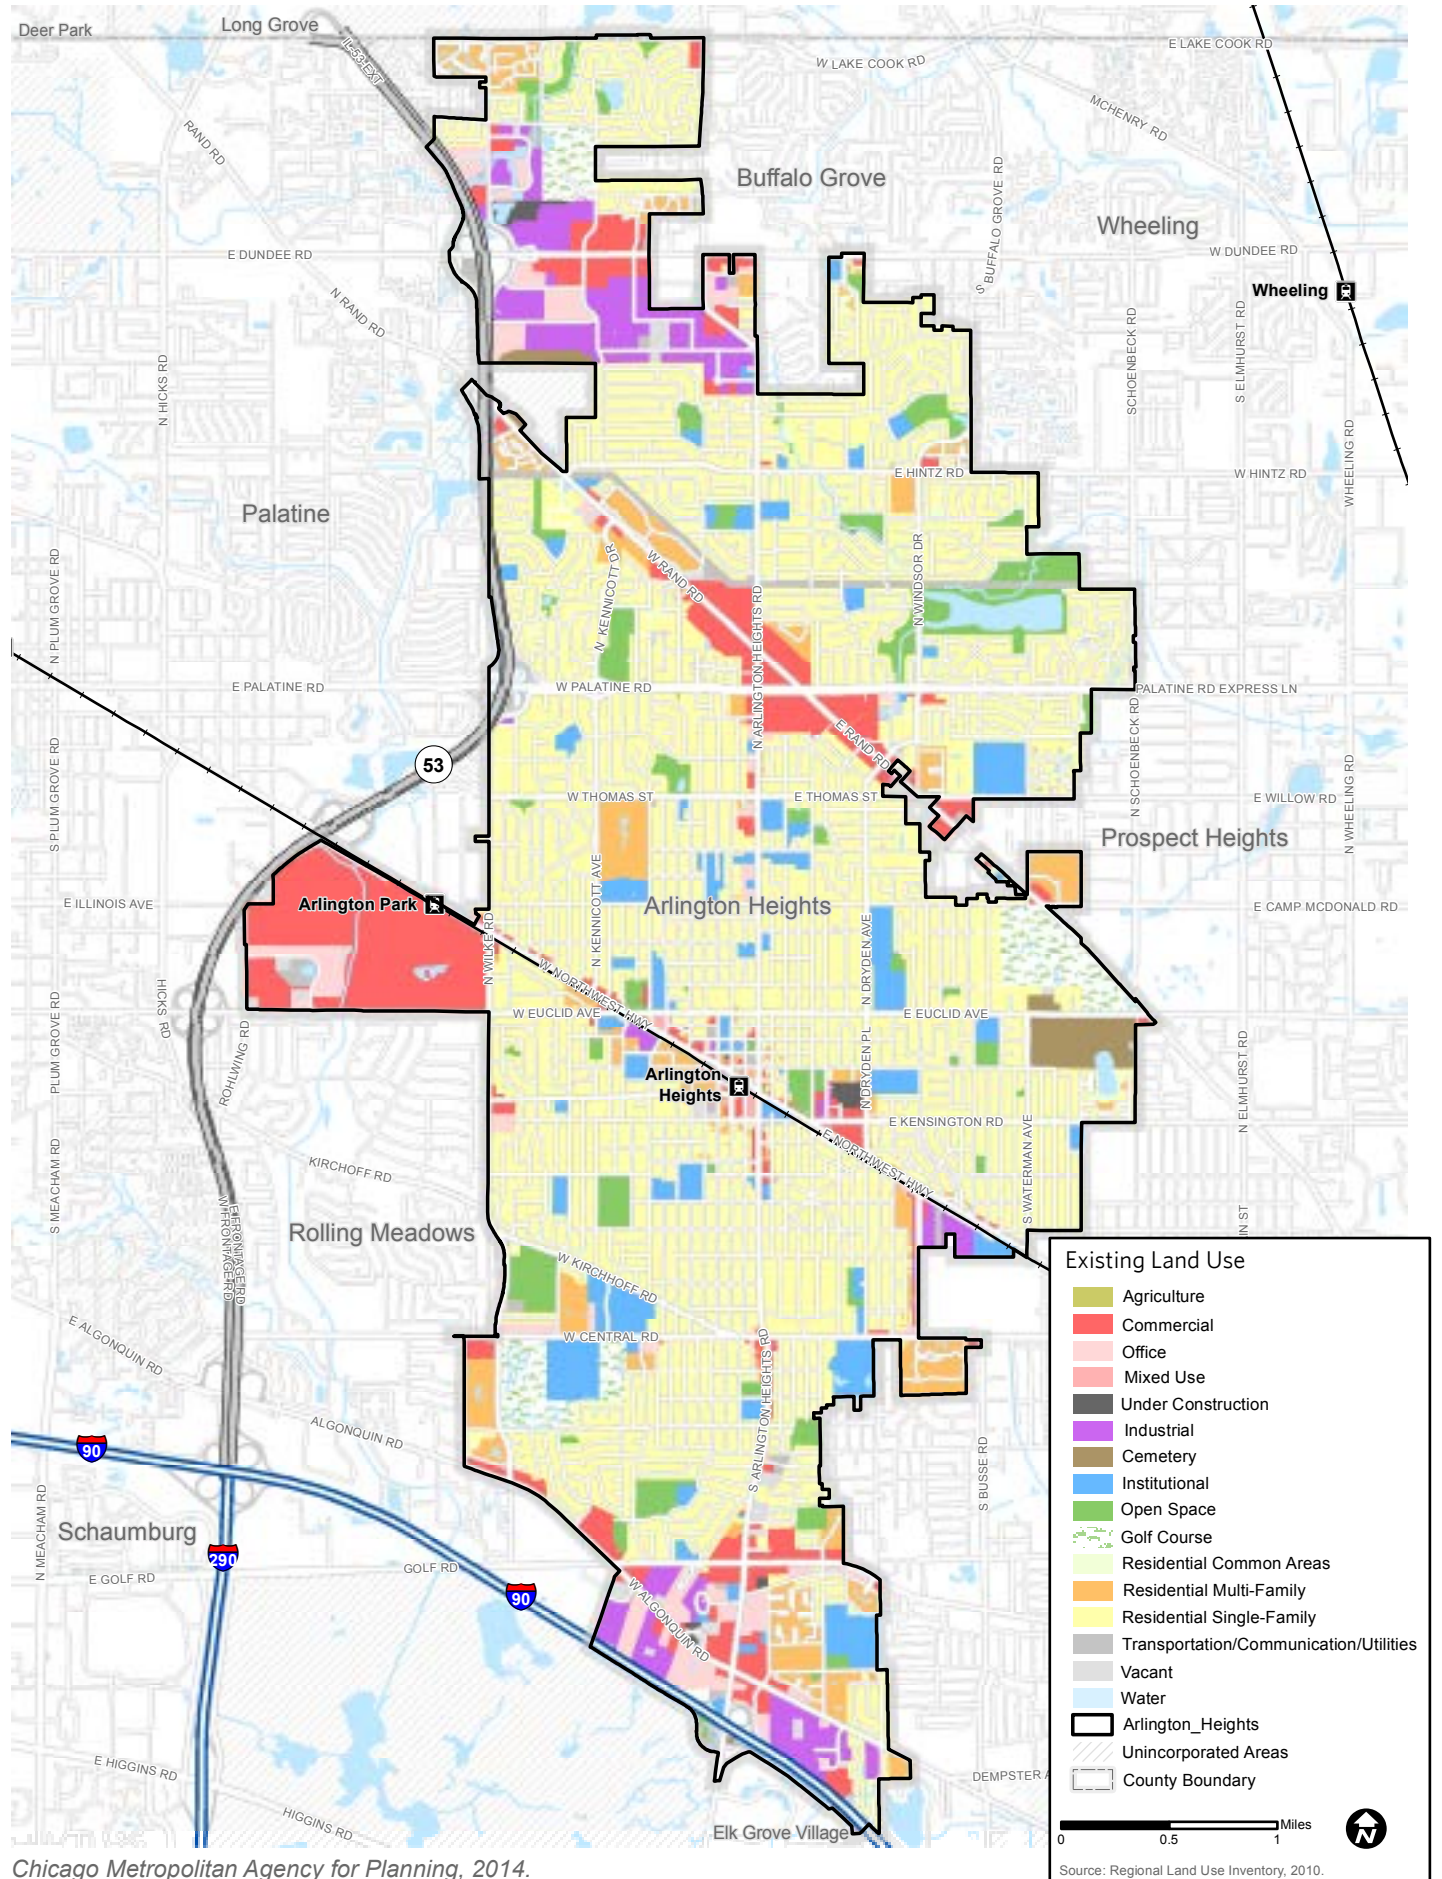 Deer Park
Long Grove
IL-53-EXT
E LAKE COOK RD
W LAKE COOK RD
MCHENRY RD
RAND RD
Buffalo Grove
S BUFFALO GROVE RD
Wheeling
E DUNDEE RD
W DUNDEE RD
Wheeling
N RAND RD
N HICKS RD
SCHOENBECK RD
S ELMHURST RD
WHEELING RD
E HINTZ RD
W HINTZ RD
Palatine
N PLUM GROVE RD
N KENNICOTT DR
W RAND RD
N ARLINGTON HEIGHTS RD
N WINDSOR DR
E PALATINE RD
W PALATINE RD
PALATINE RD EXPRESS LN
E RAND RD
N SCHOENBECK RD
53
S PLUM GROVE RD
W THOMAS ST
E THOMAS ST
E WILLOW RD
N WHEELING RD
Prospect Heights
N KENNICOTT AVE
Arlington Park
Arlington Heights
E ILLINOIS AVE
E CAMP MCDONALD RD
N WILKE RD
N DRYDEN AVE
W NORTHWEST HWY
HICKS RD
PLUM GROVE RD
W EUCLID AVE
E EUCLID AVE
ROHLWING RD
N DRYDEN PL
N ELMHURST RD
Arlington
Heights
E KENSINGTON RD
S WATERMAN AVE
E NORTHWEST HWY
KIRCHOFF RD
S MEACHAM RD
W FRONTAGE RD
E FRONTAGE RD
Rolling Meadows
IN ST
W KIRCHHOFF RD
E ALGONQUIN RD
W CENTRAL RD
S ARLINGTON HEIGHTS RD
ALGONQUIN RD
90
S BUSSE RD
N MEACHAM RD
Schaumburg
290
E GOLF RD
GOLF RD
90
W ALGONQUIN RD
E HIGGINS RD
HIGGINS RD
DEMPSTER
Elk Grove Village
Existing Land Use
Agriculture
Commercial
Office
Mixed Use
Under Construction
Industrial
Cemetery
Institutional
Open Space
Golf Course
Residential Common Areas
Residential Multi-Family
Residential Single-Family
Transportation/Communication/Utilities
Vacant
Water
Arlington_Heights
Unincorporated Areas
County Boundary
Miles
0 0.5 1
N
Source: Regional Land Use Inventory, 2010.
Chicago Metropolitan Agency for Planning, 2014.